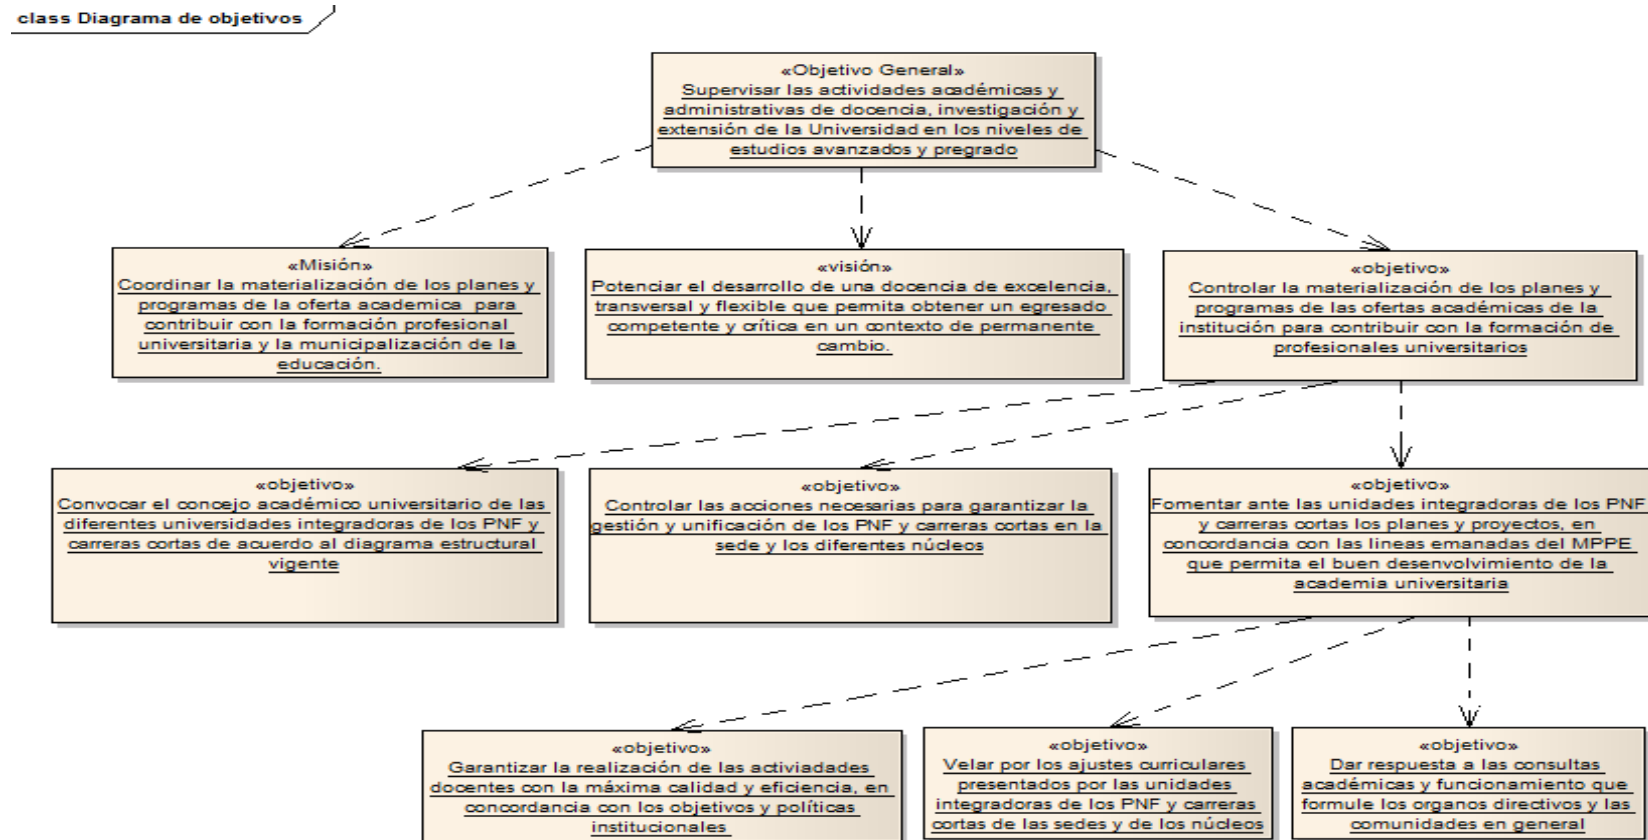 class Diagrama de objetivos
«Objetivo General»
Supervisar las actividades académicas y
administrativas de docencia, investigación y
extensión de la Universidad en los niveles de
estudios avanzados y pregrado
«Misión»
Coordinar la materialización de los planes y
programas de la oferta academica para
contribuir con la formación profesional
universitaria y la municipalización de la
educación.
«visión»
Potenciar el desarrollo de una docencia de excelencia,
transversal y flexible que permita obtener un egresado
competente y crítica en un contexto de permanente
cambio.
«objetivo»
Controlar la materialización de los planes y
programas de las ofertas académicas de la
institución para contribuir con la formación de
profesionales universitarios
«objetivo»
Convocar el concejo académico universitario de las
diferentes universidades integradoras de los PNF y
carreras cortas de acuerdo al diagrama estructural
vigente
«objetivo»
Controlar las acciones necesarias para garantizar la
gestión y unificación de los PNF y carreras cortas en la
sede y los diferentes núcleos
«objetivo»
Fomentar ante las unidades integradoras de los PNF
y carreras cortas los planes y proyectos, en
concordancia con las lineas emanadas del MPPE
que permita el buen desenvolvimiento de la
academia universitaria
«objetivo»
Garantizar la realización de las activiadades
docentes con la máxima calidad y eficiencia, en
concordancia con los objetivos y políticas
institucionales
«objetivo»
Velar por los ajustes curriculares
presentados por las unidades
integradoras de los PNF y carreras
cortas de las sedes y de los núcleos
«objetivo»
Dar respuesta a las consultas
académicas y funcionamiento que
formule los organos directivos y las
comunidades en general